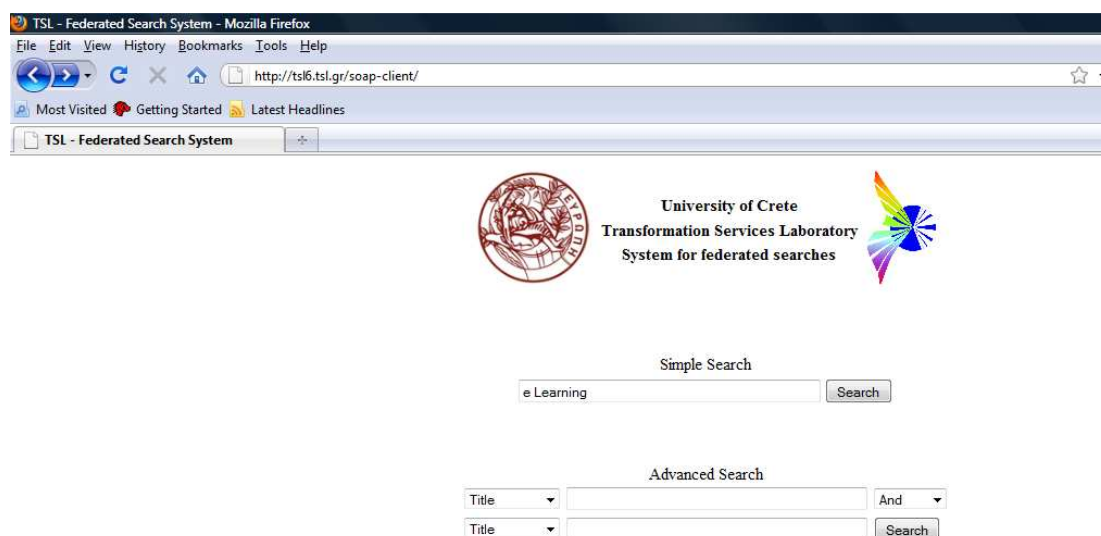 TSL - Federated Search System - Mozilla Firefox
File Edit View History Bookmarks Tools Help
http://tsl6.tsl.gr/soap-client/
Most Visited Getting Started Latest Headlines
TSL - Federated Search System
ΕΥΡΩΠΗ
University of Crete
Transformation Services Laboratory
System for federated searches
Simple Search
e Learning Search
Advanced Search
Title And
Title Search